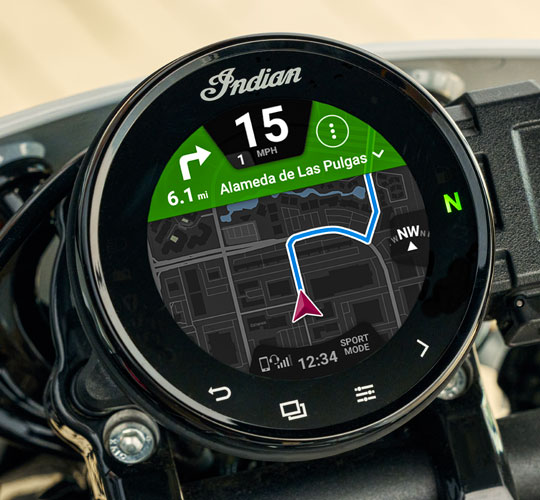 Indian
15
1 MPH
6.1 mi Alameda de Las Pulgas
N
NW
12:34 SPORT
MODE